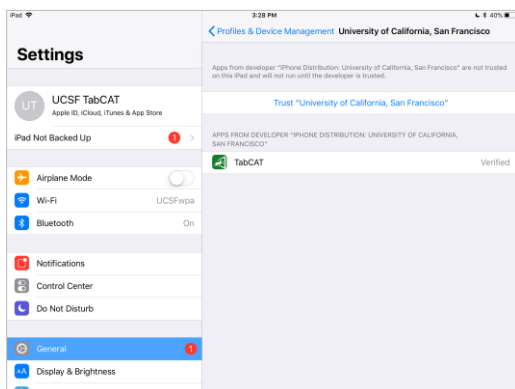 iPad
3:28 PM
40%
Settings
Profiles & Device Management
University of California, San Francisco
Apps from developer "iPhone Distribution: University of California, San Francisco" are not trusted
on this iPad and will not run until the developer is trusted.
UT
UCSF TabCAT
Apple ID, iCloud, iTunes & App Store
Trust "University of California, San Francisco"
iPad Not Backed Up
1
APPS FROM DEVELOPER "IPHONE DISTRIBUTION: UNIVERSITY OF CALIFORNIA,
SAN FRANCISCO"
TabCAT
Verified
Airplane Mode
Wi-Fi
UCSFwpa
Bluetooth
On
Notifications
Control Center
Do Not Disturb
General
1
AA
Display & Brightness